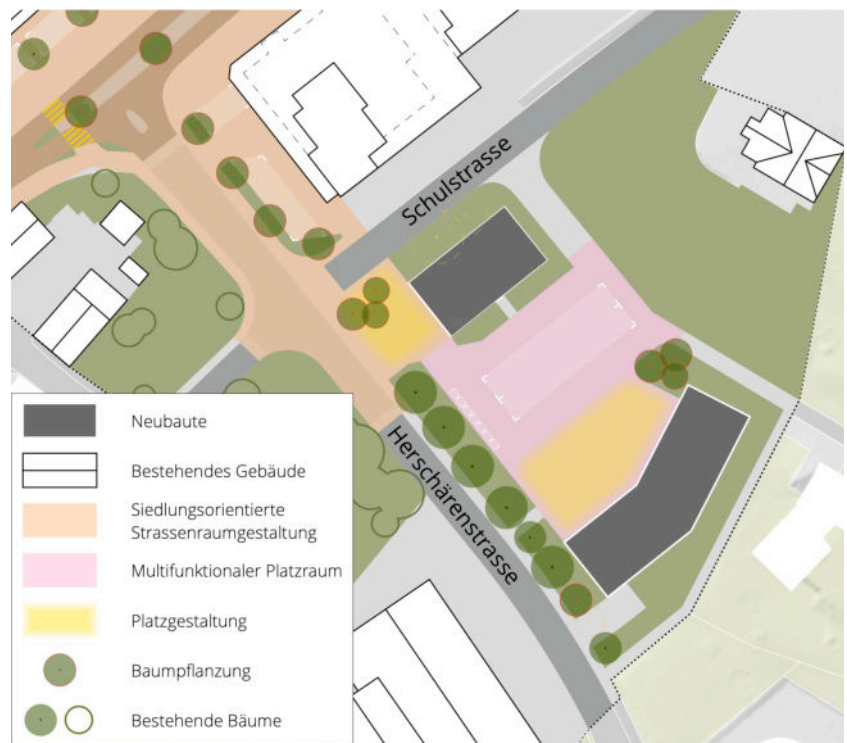 Schulstrasse
Herschärenstrasse
Neubaute
Bestehendes Gebäude
Siedlungsorientierte
Strassenraumgestaltung
Multifunktionaler Platzraum
Platzgestaltung
Baumpflanzung
Bestehende Bäume